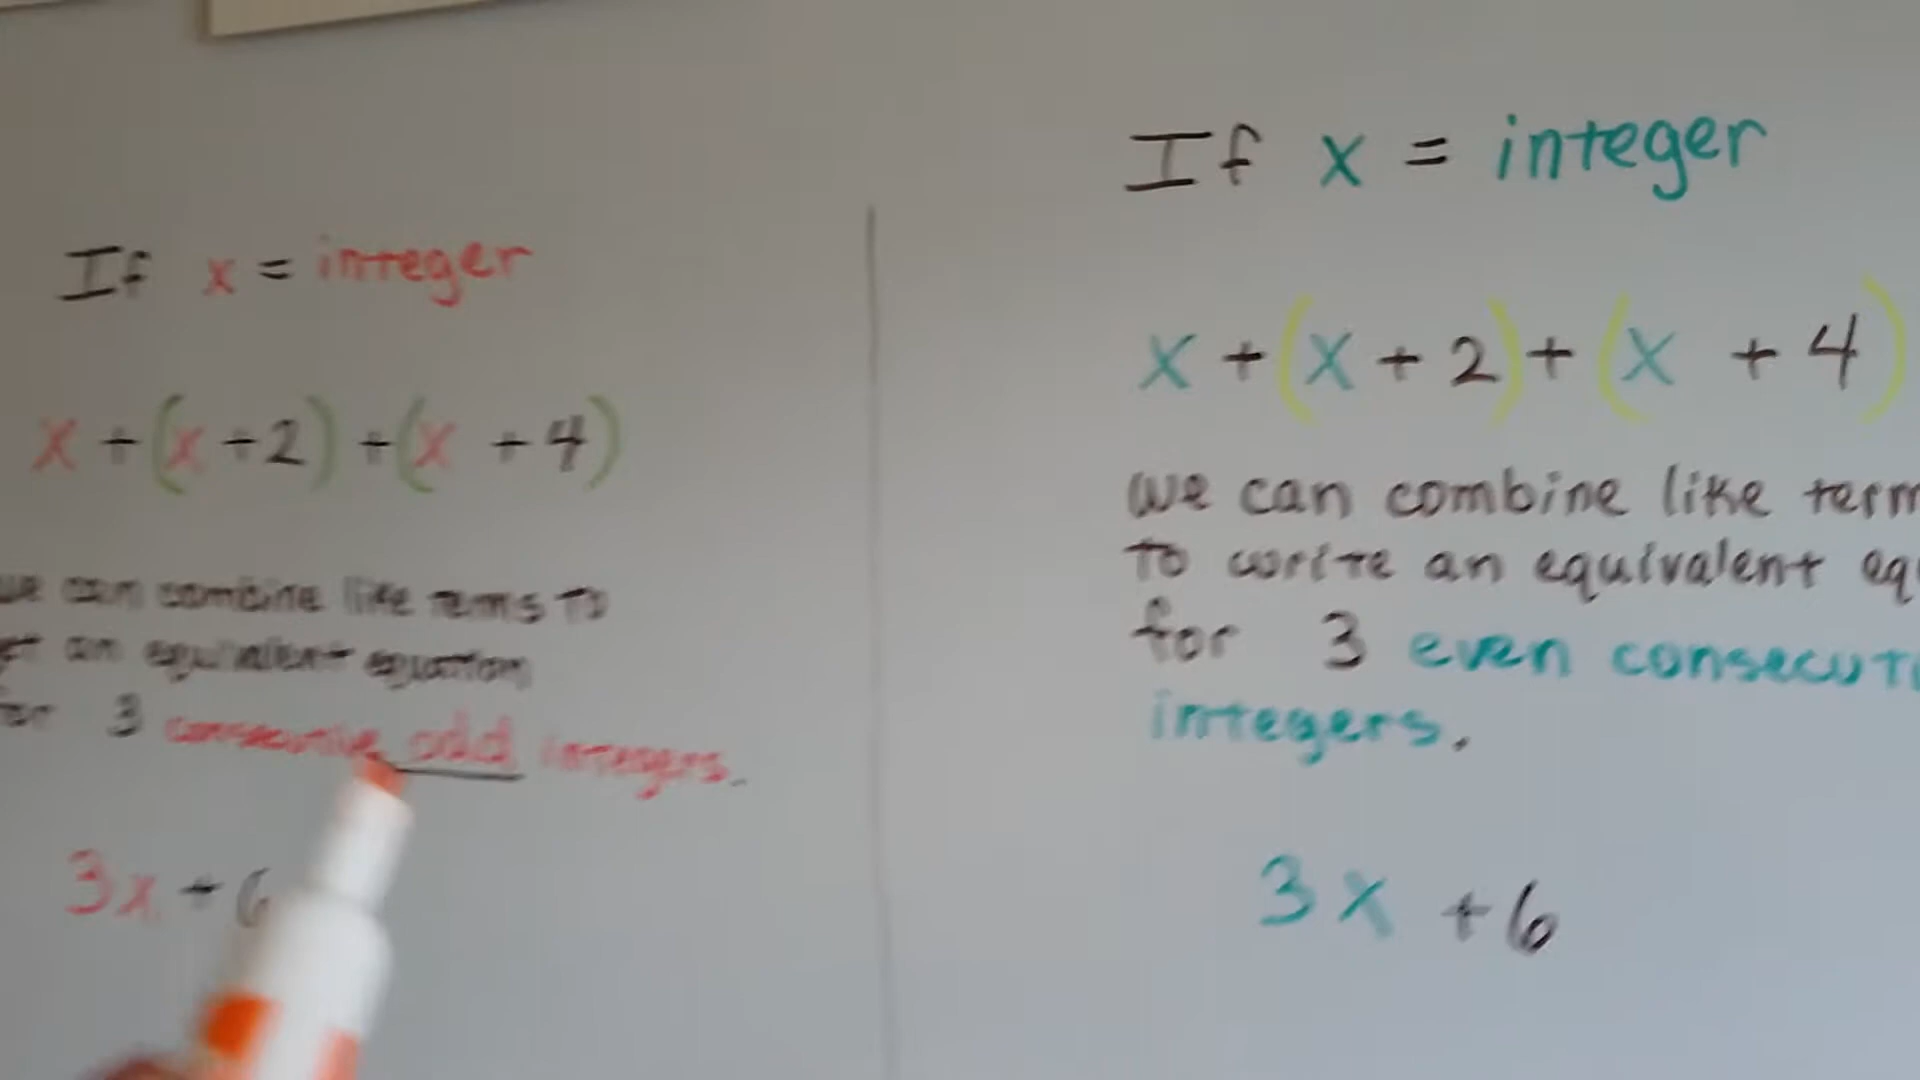 If x = integer
x + (x + 2) + (x + 4)
we can combine like terms to
an equivalent equation
for 3 consecutive odd integers.
3x + 6
If x = integer
x + (x + 2) + (x + 4)
we can combine like term
to write an equivalent eq
for 3 even consecuti
integers.
3x + 6